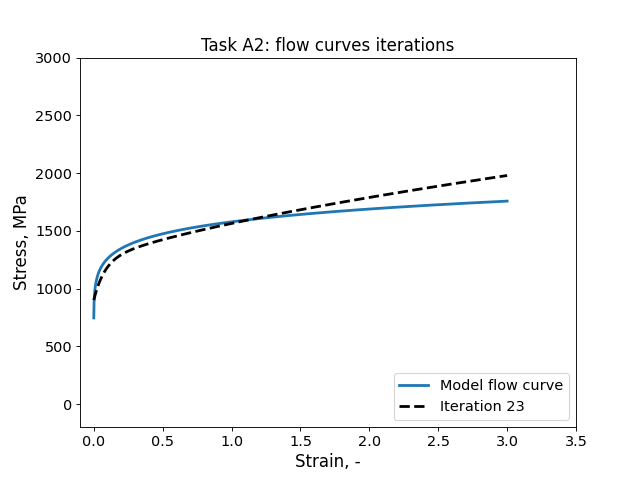 Task A2: flow curves iterations
3000
2500
2000
1500
1000
500
0
Stress, MPa
0.0 0.5 1.0 1.5 2.0 2.5 3.0 3.5
Strain, -
Model flow curve
Iteration 23